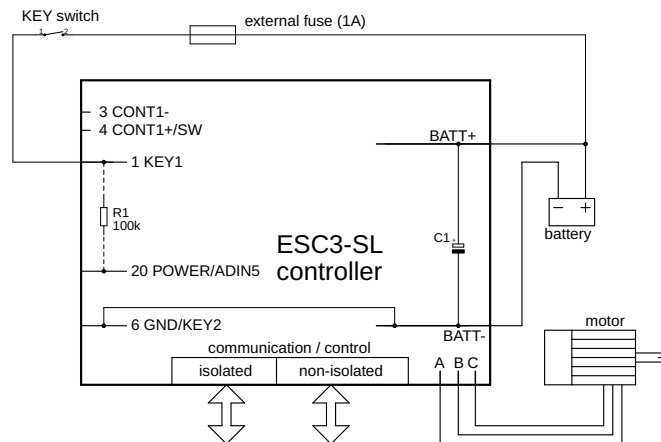 KEY switch
external fuse (1A)
1 2
3 CONT1-
4 CONT1+/SW
BATT+
1 KEY1
R1
100k
C1
+
- +
battery
ESC3-SL
controller
20 POWER/ADIN5
6 GND/KEY2
BATT-
motor
communication / control
A B C
isolated
non-isolated